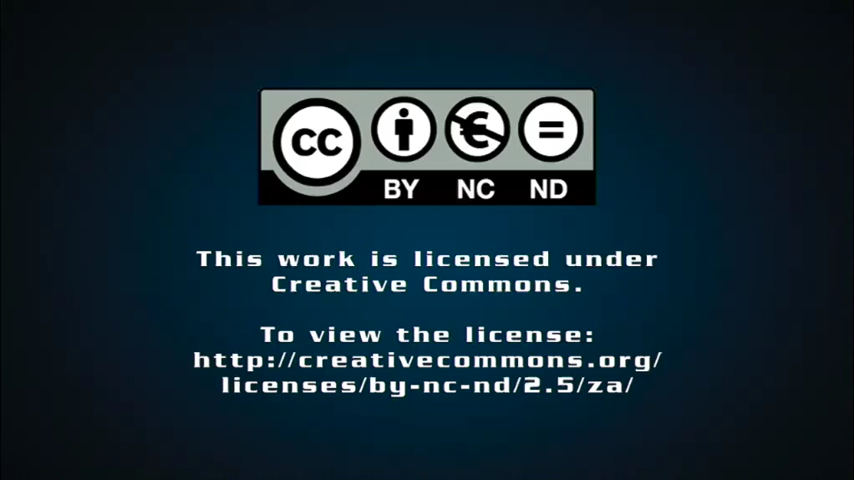 CC
BY NC ND
This work is licensed under
Creative Commons.
To view the license:
http://creativecommons.org/
licenses/by-nc-nd/2.5/za/